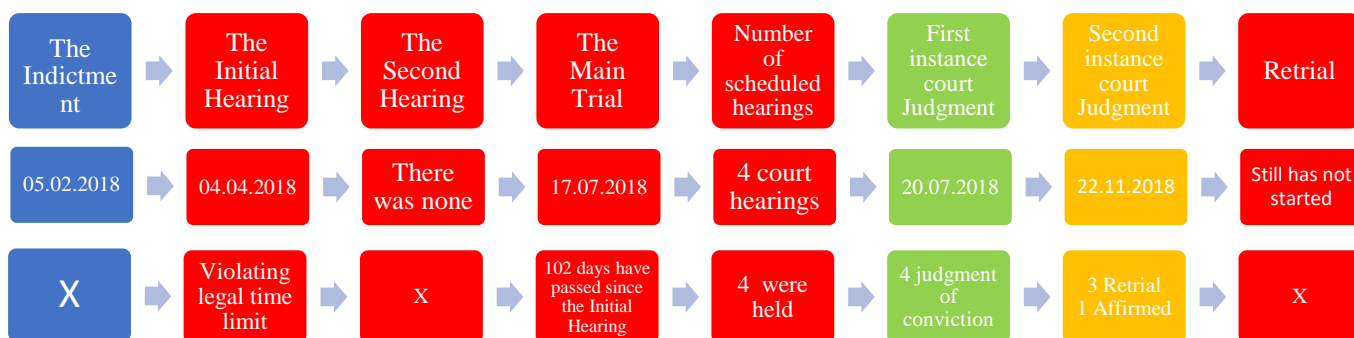 The
Indictme
nt
The
Initial
Hearing
The
Second
Hearing
The
Main
Trial
Number
of
scheduled
hearings
First
instance
court
Judgment
Second
instance
court
Judgment
Retrial
05.02.2018
04.04.2018
There
was none
17.07.2018
4 court
hearings
20.07.2018
22.11.2018
Still has not
started
X
Violating
legal time
limit
X
102 days have
passed since
the Initial
Hearing
4 were
held
4 judgment
of
conviction
3 Retrial
1 Affirmed
X